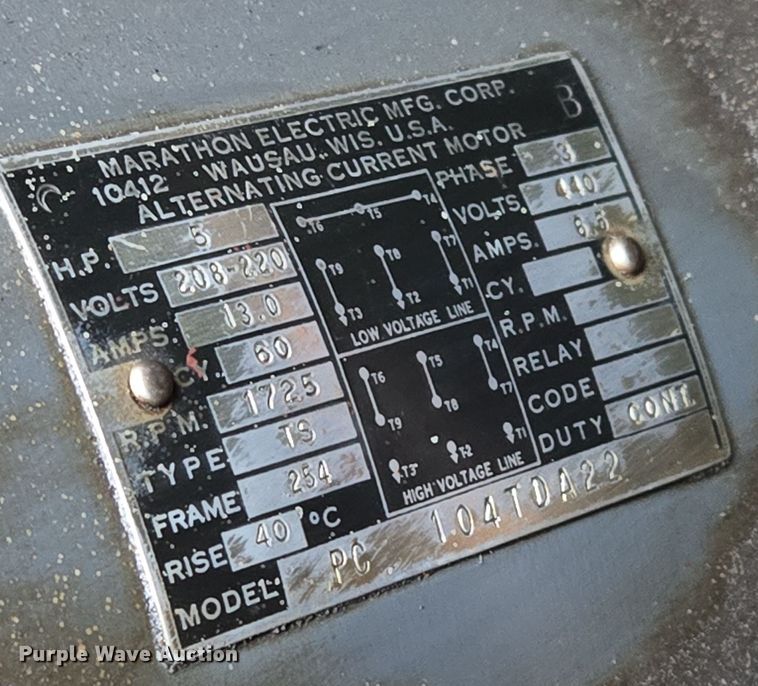 MARATHON ELECTRIC MFG. CORP. B
10412 WAUSAU, WIS. U.S.A.
ALTERNATING CURRENT MOTOR
H.P. 5
VOLTS 208-220
AMPS. 13.0
CY. 60
R.P.M. 1725
TYPE TS
FRAME 254
RISE 40 °C
MODEL PC 104TDA22
PHASE 3
VOLTS 440
AMPS. 6.5
CY.
R.P.M.
RELAY
CODE
DUTY CONT.
T6 T5 T4
T9 T8 T7
T3 T2 T1
LOW VOLTAGE LINE
T6 T5 T4
T9 T8 T7
T3 T2 T1
HIGH VOLTAGE LINE
Purple Wave Auction